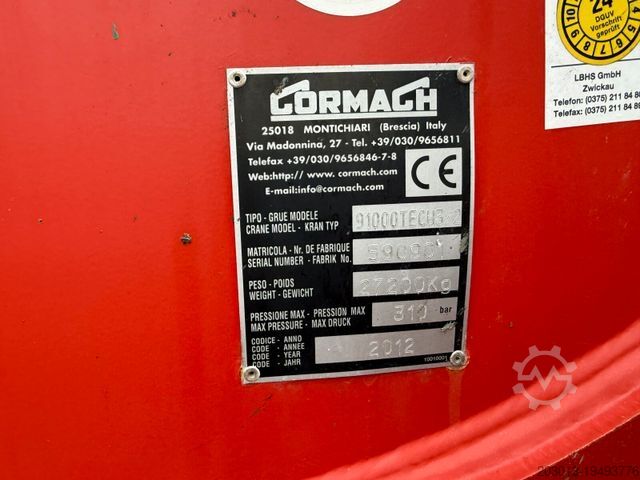 24
DGUV
Vorschrift
geprüft
LBHS GmbH
Zwickau
Telefon: (0375) 211 84
Telefax: (0375) 211 84
CORMACH
25018 MONTICHIARI (Brescia) Italy
Via Madonnina, 27 - Tel. +39/030/9656811
Telefax +39/030/9656846-7-8
Web:http// www. cormach.com
E-mail:info@cormach.com
CE
TIPO - GRUE MODELE
CRANE MODEL - KRAN TYP
MATRICOLA - Nr. DE FABRIQUE
SERIAL NUMBER - FABRIK No.
PESO - POIDS
WEIGHT - GEWICHT
27200Kg
PRESSIONE MAX - PRESSION MAX
MAX PRESSURE - MAX DRUCK
310 bar
CODICE - ANNO
CODE - ANNEE
CODE - YEAR
CODE - JAHR
2012
10010001